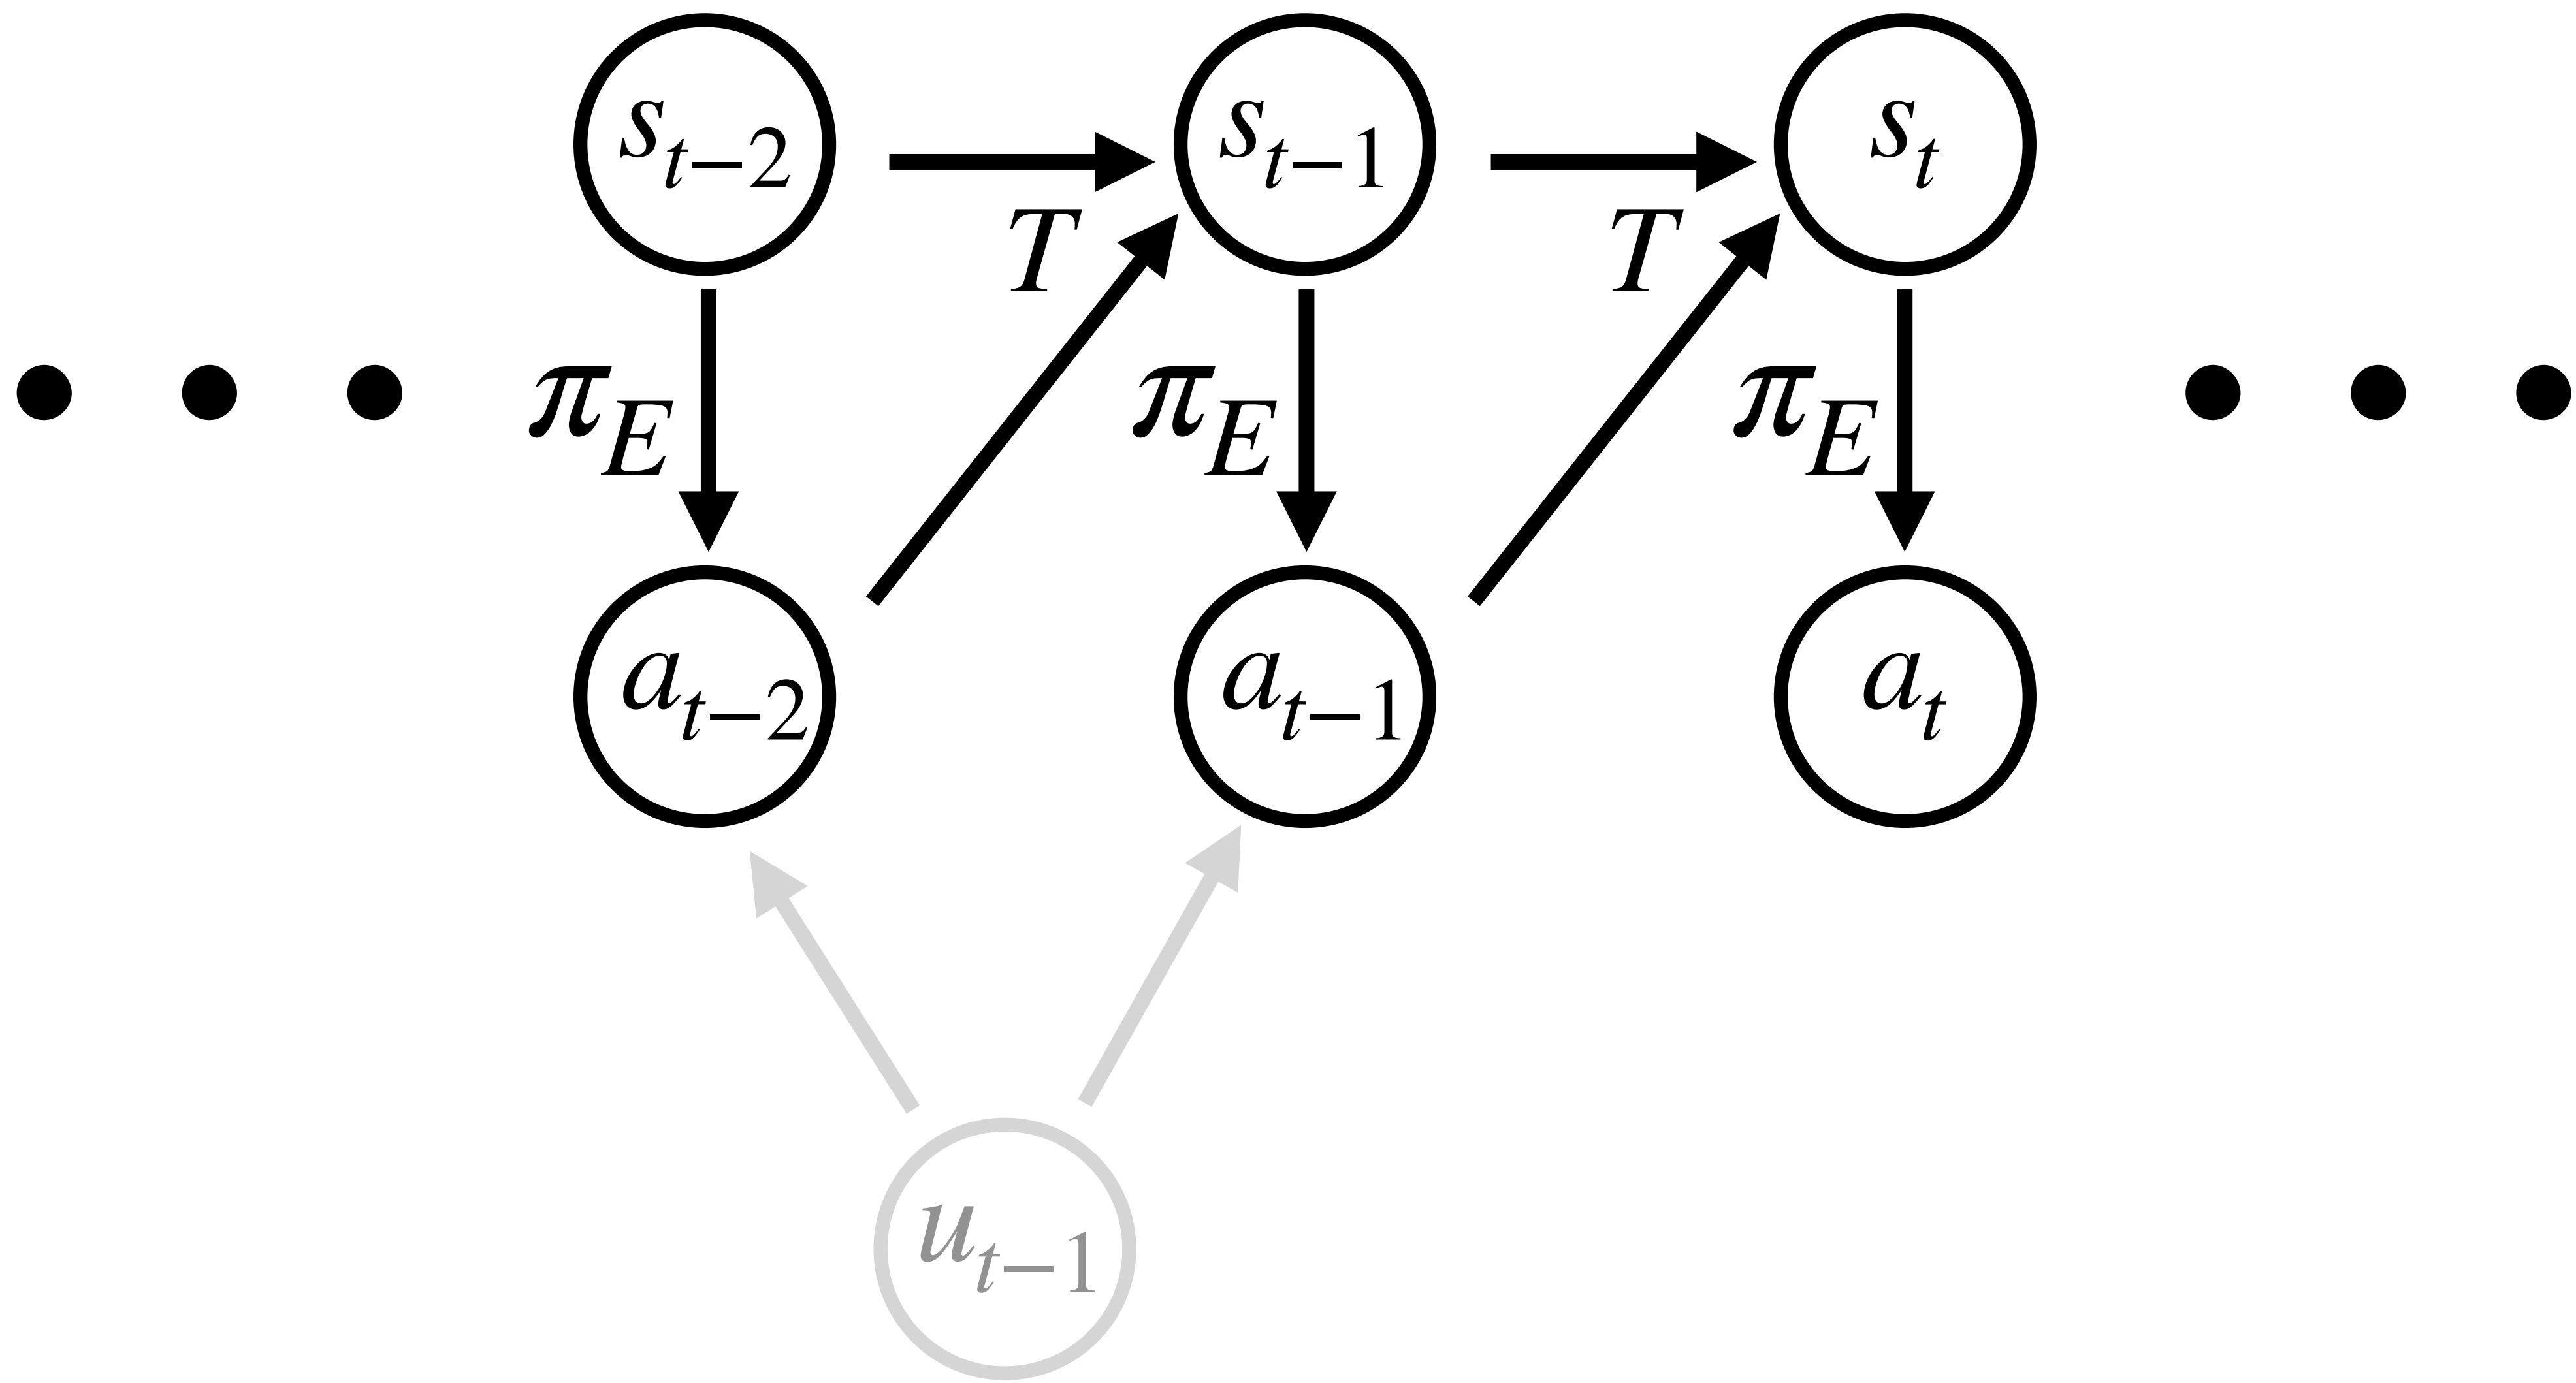 s_{t−2} s_{t−1} s_t
T T
π_E π_E π_E
a_{t−2} a_{t−1} a_t
u_{t−1}